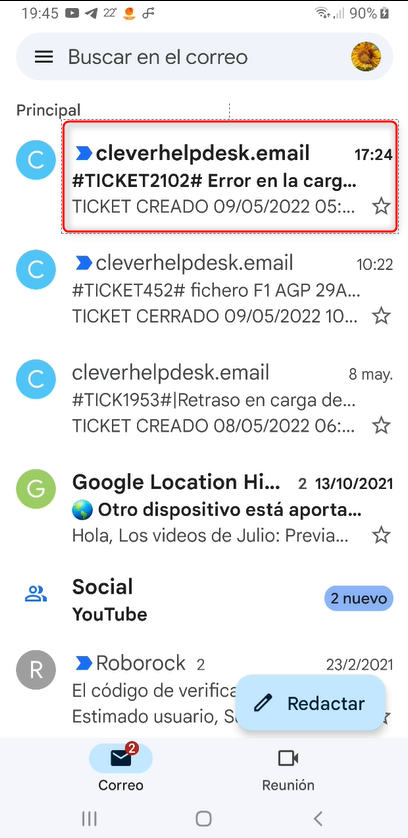 19:45 22° 90%
Buscar en el correo
Principal
C cleverhelpdesk.email 17:24
#TICKET2102# Error en la carg...
TICKET CREADO 09/05/2022 05:...
C cleverhelpdesk.email 10:22
#TICKET452# fichero F1 AGP 29A...
TICKET CERRADO 09/05/2022 10...
C cleverhelpdesk.email 8 may.
#TICK1953#|Retraso en carga de...
TICKET CREADO 08/05/2022 06:...
G Google Location Hi... 2 13/10/2021
Otro dispositivo está aporta...
Hola, Los videos de Julio: Previa...
Social 2 nuevo
YouTube
R Roborock 2 23/2/2021
El código de verifica
Estimado usuario, S
Redactar
2
Correo Reunión